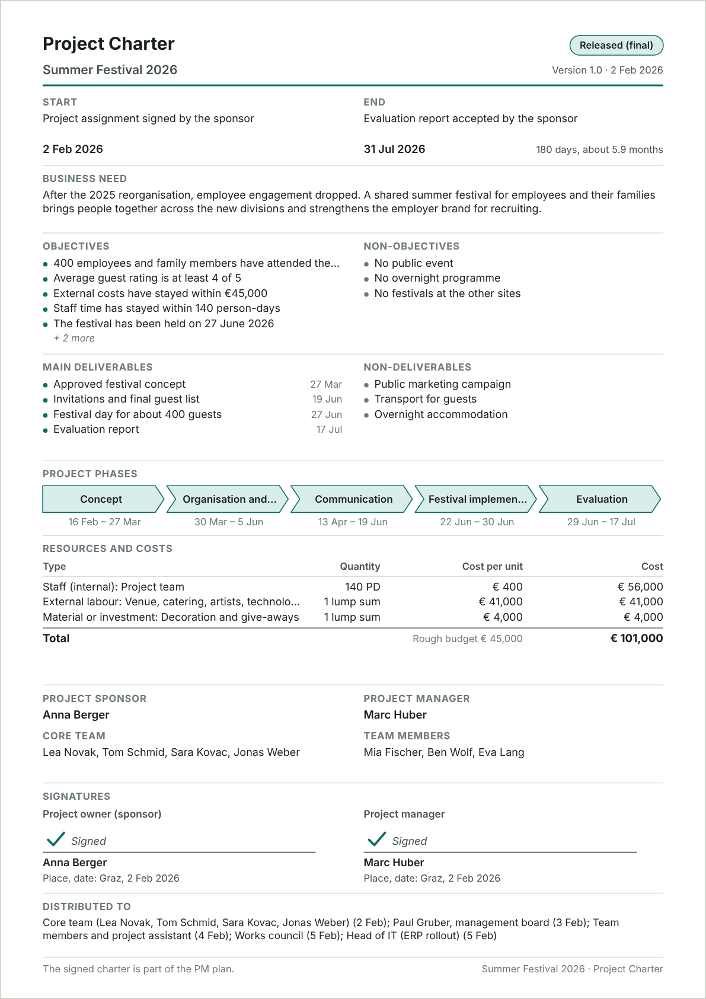 Project Charter
Released (final)
Summer Festival 2026
Version 1.0 · 2 Feb 2026
START
END
Project assignment signed by the sponsor
Evaluation report accepted by the sponsor
2 Feb 2026
31 Jul 2026
180 days, about 5.9 months
BUSINESS NEED
After the 2025 reorganisation, employee engagement dropped. A shared summer festival for employees and their families
brings people together across the new divisions and strengthens the employer brand for recruiting.
OBJECTIVES
• 400 employees and family members have attended the…
• Average guest rating is at least 4 of 5
• External costs have stayed within €45,000
• Staff time has stayed within 140 person-days
• The festival has been held on 27 June 2026
+ 2 more
NON-OBJECTIVES
• No public event
• No overnight programme
• No festivals at the other sites
MAIN DELIVERABLES
• Approved festival concept 27 Mar
• Invitations and final guest list 19 Jun
• Festival day for about 400 guests 27 Jun
• Evaluation report 17 Jul
NON-DELIVERABLES
• Public marketing campaign
• Transport for guests
• Overnight accommodation
PROJECT PHASES
Concept
Organisation and…
Communication
Festival implemen…
Evaluation
16 Feb – 27 Mar
30 Mar – 5 Jun
13 Apr – 19 Jun
22 Jun – 30 Jun
29 Jun – 17 Jul
RESOURCES AND COSTS
Type Quantity Cost per unit Cost
Staff (internal): Project team 140 PD € 400 € 56,000
External labour: Venue, catering, artists, technolo… 1 lump sum € 41,000 € 41,000
Material or investment: Decoration and give-aways 1 lump sum € 4,000 € 4,000
Total Rough budget € 45,000 € 101,000
PROJECT SPONSOR
Anna Berger
PROJECT MANAGER
Marc Huber
CORE TEAM
Lea Novak, Tom Schmid, Sara Kovac, Jonas Weber
TEAM MEMBERS
Mia Fischer, Ben Wolf, Eva Lang
SIGNATURES
Project owner (sponsor)
Signed
Anna Berger
Place, date: Graz, 2 Feb 2026
Project manager
Signed
Marc Huber
Place, date: Graz, 2 Feb 2026
DISTRIBUTED TO
Core team (Lea Novak, Tom Schmid, Sara Kovac, Jonas Weber) (2 Feb); Paul Gruber, management board (3 Feb); Team
members and project assistant (4 Feb); Works council (5 Feb); Head of IT (ERP rollout) (5 Feb)
The signed charter is part of the PM plan.
Summer Festival 2026 · Project Charter